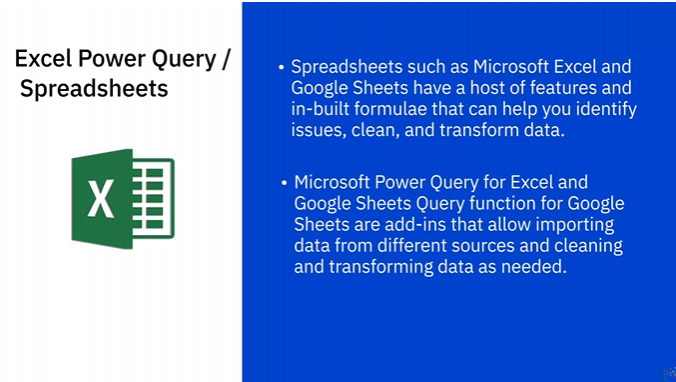 Excel Power Query /
Spreadsheets
X
• Spreadsheets such as Microsoft Excel and
Google Sheets have a host of features and
in-built formulae that can help you identify
issues, clean, and transform data.
• Microsoft Power Query for Excel and
Google Sheets Query function for Google
Sheets are add-ins that allow importing
data from different sources and cleaning
and transforming data as needed.